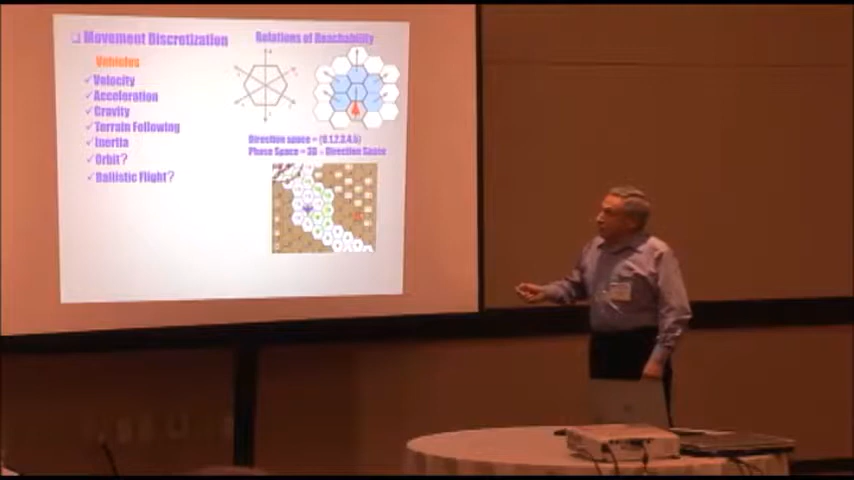 Movement Discretization
Vehicles
✓Velocity
✓Acceleration
✓Gravity
✓Terrain Following
✓Inertia
✓Orbit?
✓Ballistic Flight?
Relations of Reachability
Direction space = {0,1,2,3,4,5}
Phase Space = 3D × Direction Space